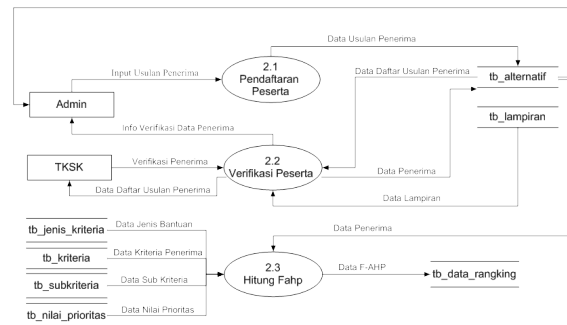 Data Usulan Penerima
2.1
Pendaftaran
Peserta
Input Usulan Penerima
Data Daftar Usulan Penerima
tb_alternatif
Admin
tb_lampiran
Info Verifikasi Data Penerima
TKSK
Verifikasi Penerima
2.2
Verifikasi Peserta
Data Penerima
Data Daftar Usulan Penerima
Data Lampiran
tb_jenis_kriteria
Data Jenis Bantuan
Data Penerima
tb_kriteria
Data Kriteria Penerima
2.3
Hitung Fahp
Data F-AHP
tb_data_rangking
tb_subkriteria
Data Sub Kriteria
tb_nilai_prioritas
Data Nilai Prioritas